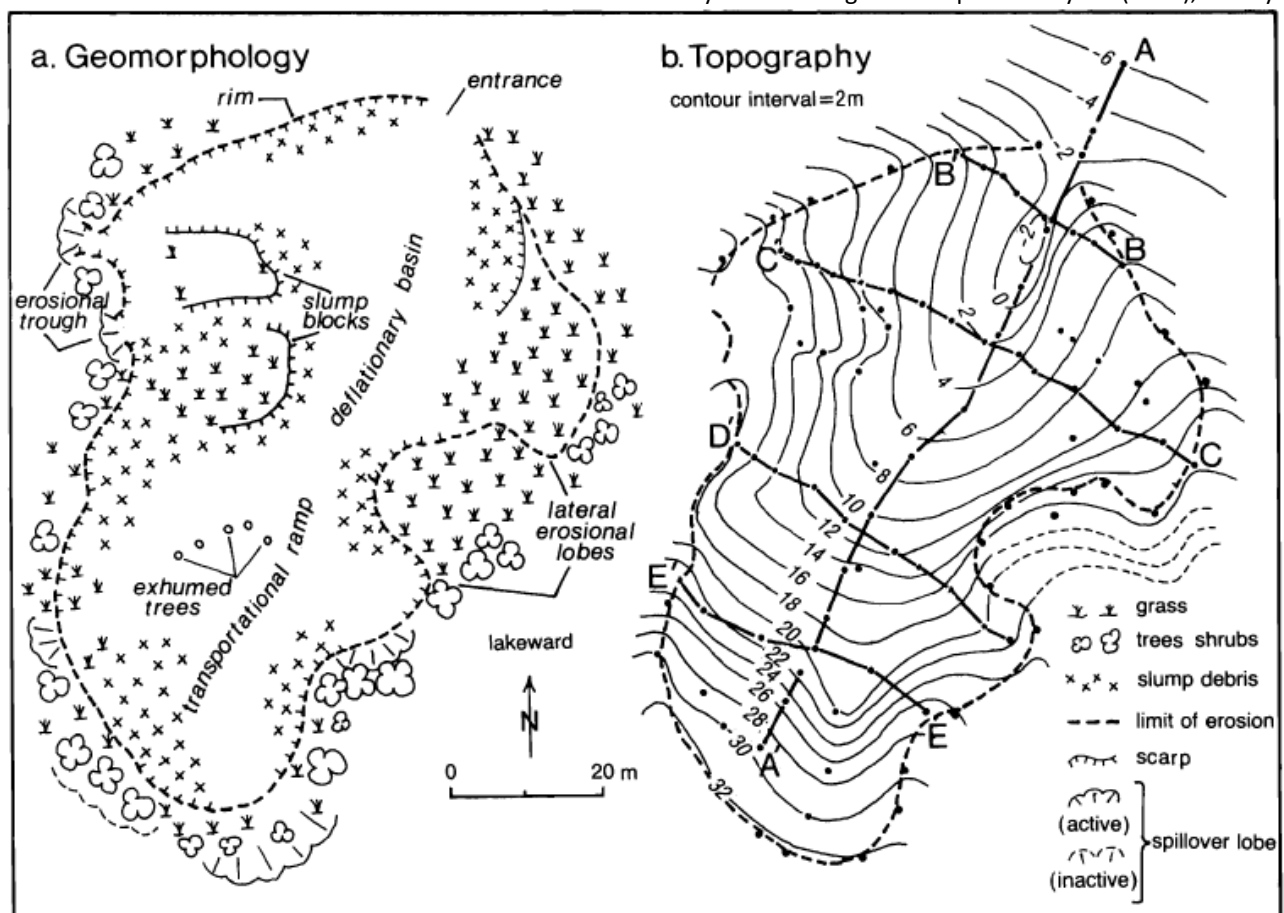 a. Geomorphology
rim
entrance
erosional
trough
slump
blocks
deflationary basin
lateral
erosional
lobes
exhumed
trees
transportational ramp
lakeward
N
0 20 m
b. Topography
contour interval=2m
A
-6
-4
-2
B
B
-2
0
C
2
4
6
C
D
8
10
12
14
16
18
E
20
22
24
26
28
30
A
E
32
grass
trees shrubs
slump debris
limit of erosion
scarp
(active)
spillover lobe
(inactive)